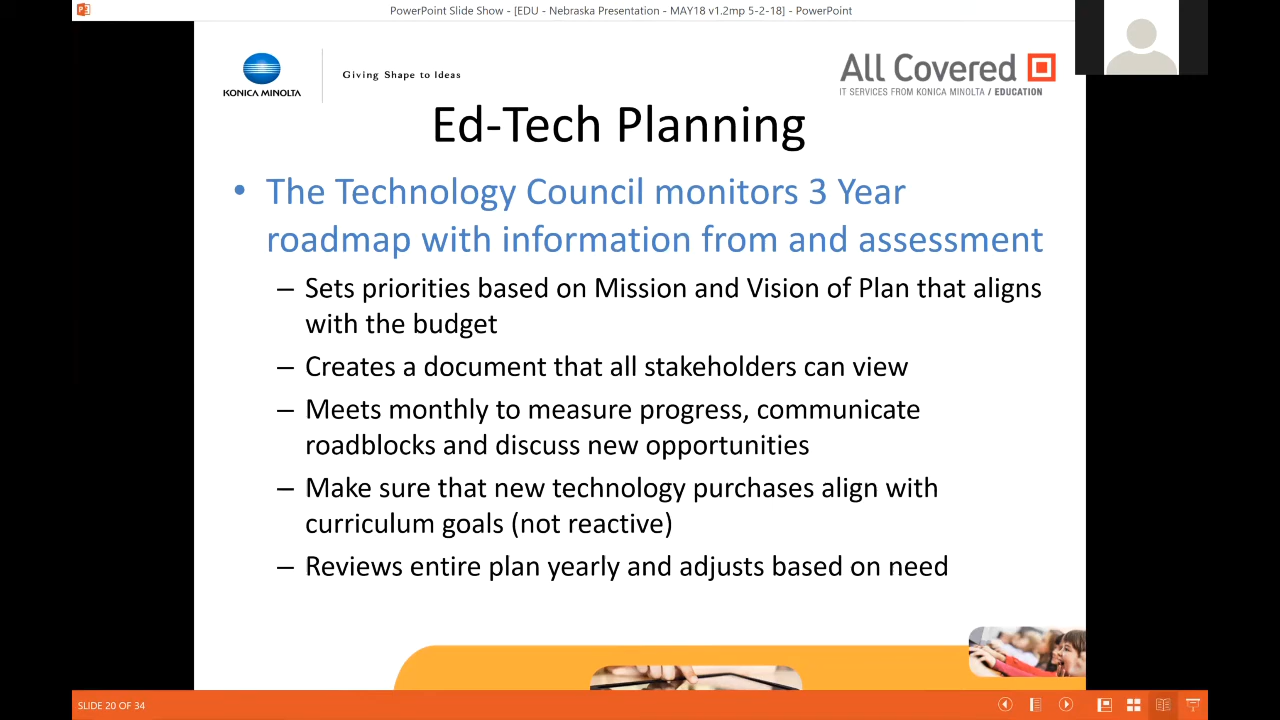 PowerPoint Slide Show - [EDU - Nebraska Presentation - MAY18 v1.2mp 5-2-18] - PowerPoint
KONICA MINOLTA
Giving Shape to Ideas
All Covered
IT SERVICES FROM KONICA MINOLTA / EDUCATION
Ed-Tech Planning
• The Technology Council monitors 3 Year
roadmap with information from and assessment
– Sets priorities based on Mission and Vision of Plan that aligns
with the budget
– Creates a document that all stakeholders can view
– Meets monthly to measure progress, communicate
roadblocks and discuss new opportunities
– Make sure that new technology purchases align with
curriculum goals (not reactive)
– Reviews entire plan yearly and adjusts based on need
SLIDE 20 OF 34